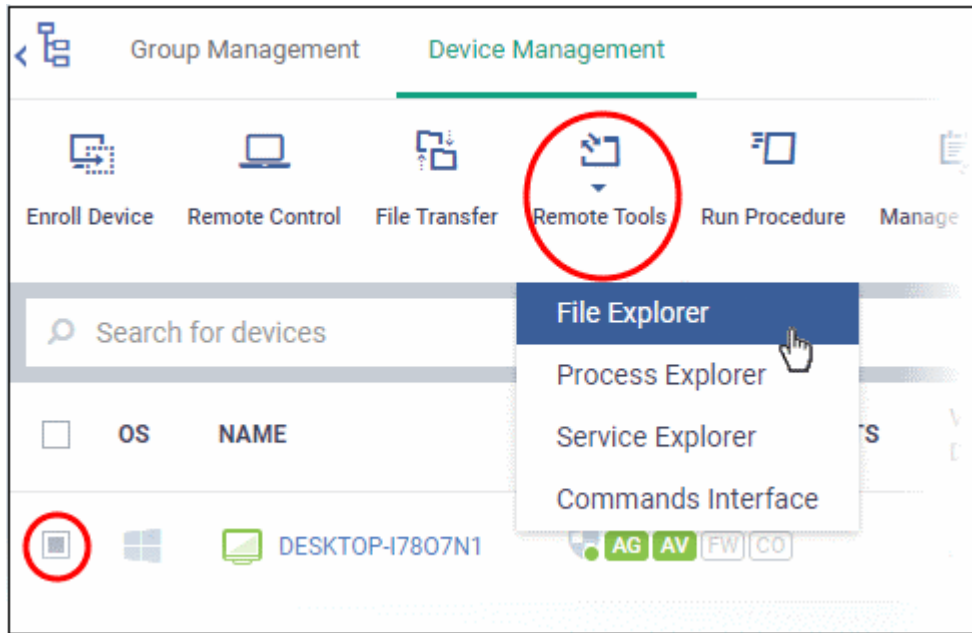 Group Management Device Management
Enroll Device Remote Control File Transfer Remote Tools Run Procedure Manage
Search for devices
File Explorer
Process Explorer
Service Explorer
Commands Interface
OS NAME TS
DESKTOP-I78O7N1 AG AV FW CO